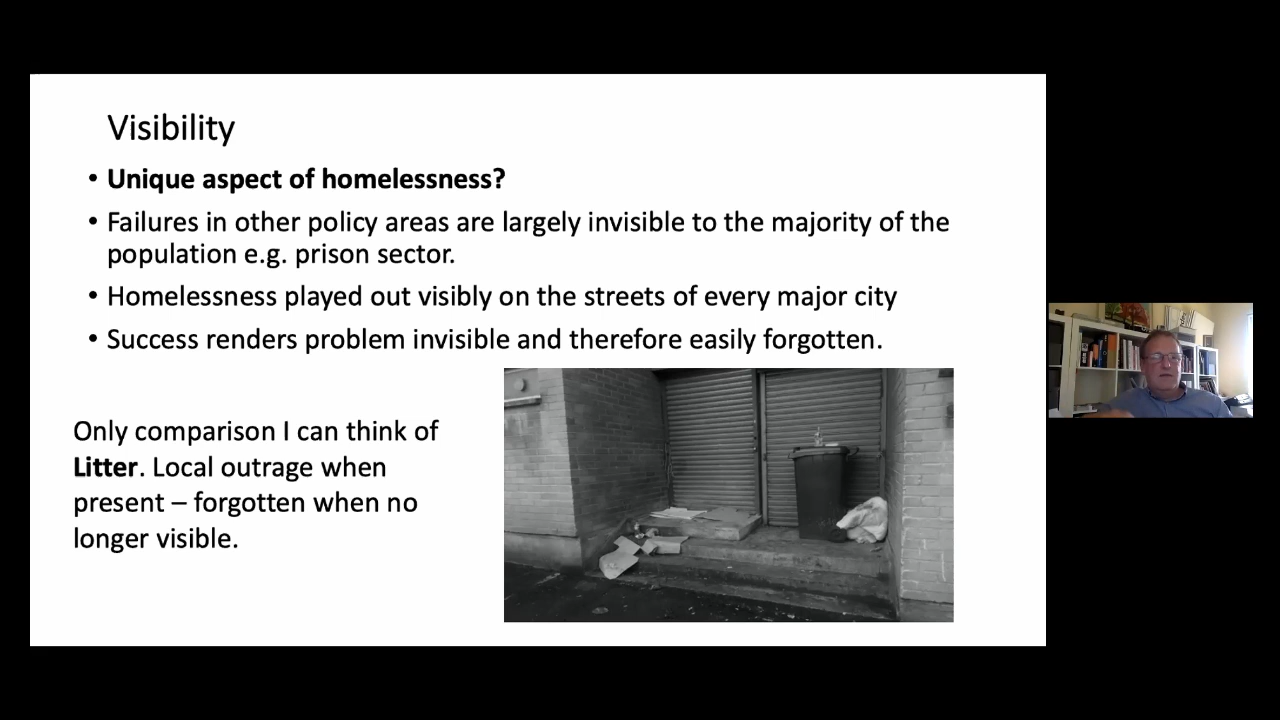 Visibility
• Unique aspect of homelessness?
• Failures in other policy areas are largely invisible to the majority of the
population e.g. prison sector.
• Homelessness played out visibly on the streets of every major city
• Success renders problem invisible and therefore easily forgotten.
Only comparison I can think of
Litter. Local outrage when
present – forgotten when no
longer visible.